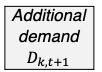 Additional
demand
D_{k,t+1}